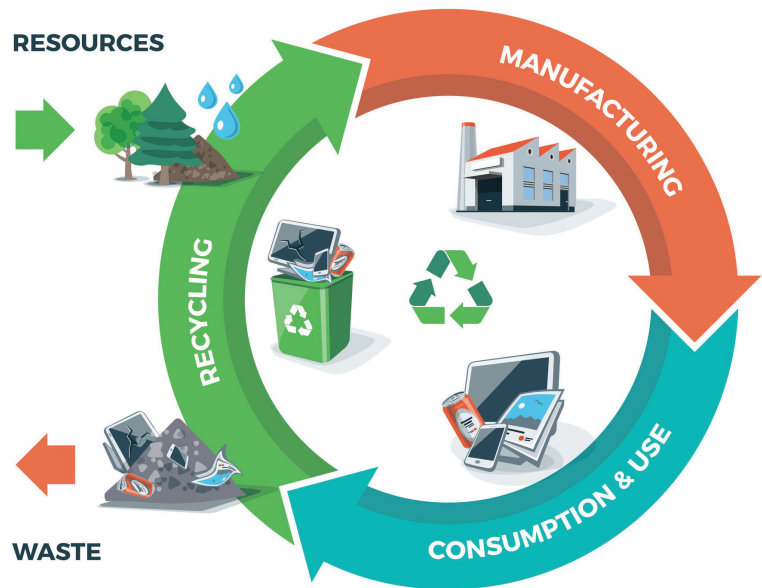 RESOURCES
MANUFACTURING
RECYCLING
CONSUMPTION & USE
WASTE